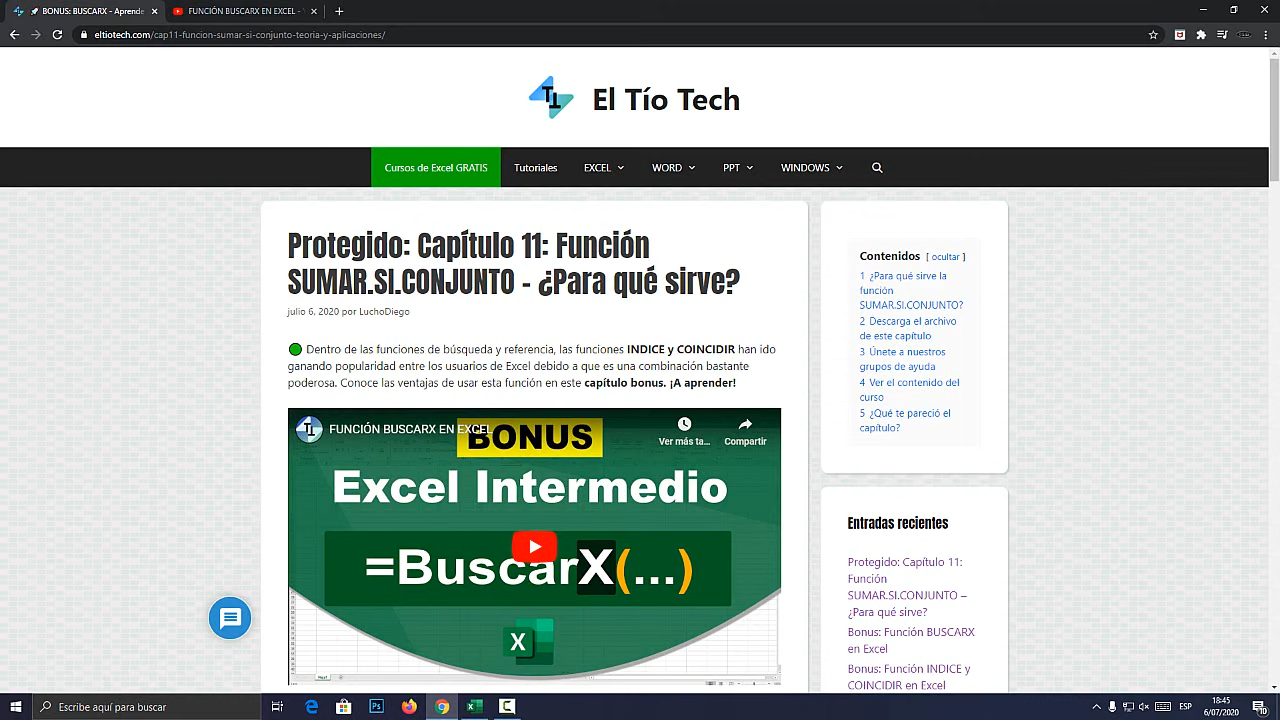 BONUS: BUSCARX - Aprende
FUNCIÓN BUSCARX EN EXCEL - 
eltiotech.com/cap11-funcion-sumar-si-conjunto-teoria-y-aplicaciones/
El Tío Tech
Cursos de Excel GRATIS
Tutoriales
EXCEL
WORD
PPT
WINDOWS
Protegido: Capítulo 11: Función
SUMAR.SI.CONJUNTO - ¿Para qué sirve?
julio 6, 2020 por LuchoDiego
Dentro de las funciones de búsqueda y referencia, las funciones INDICE y COINCIDIR han ido
ganando popularidad entre los usuarios de Excel debido a que es una combinación bastante
poderosa. Conoce las ventajas de usar esta función en este capítulo bonus. ¡A aprender!
FUNCIÓN BUSCARX EN EXCEL
BONUS
Ver más ta...
Compartir
Excel Intermedio
=BuscarX(...)
X
Contenidos [ ocultar ]
1 ¿Para qué sirve la
función
SUMAR.SI.CONJUNTO?
2 Descarga el archivo
de este capítulo
3 Únete a nuestros
grupos de ayuda
4 Ver el contenido del
curso
5 ¿Qué te pareció el
capítulo?
Entradas recientes
Protegido: Capítulo 11:
Función
SUMAR.SI.CONJUNTO –
¿Para qué sirve?
Bonus: Función BUSCARX
en Excel
Bonus: Función INDICE y
COINCIDIR en Excel
Escribe aquí para buscar
ESP
18:45
6/07/2020